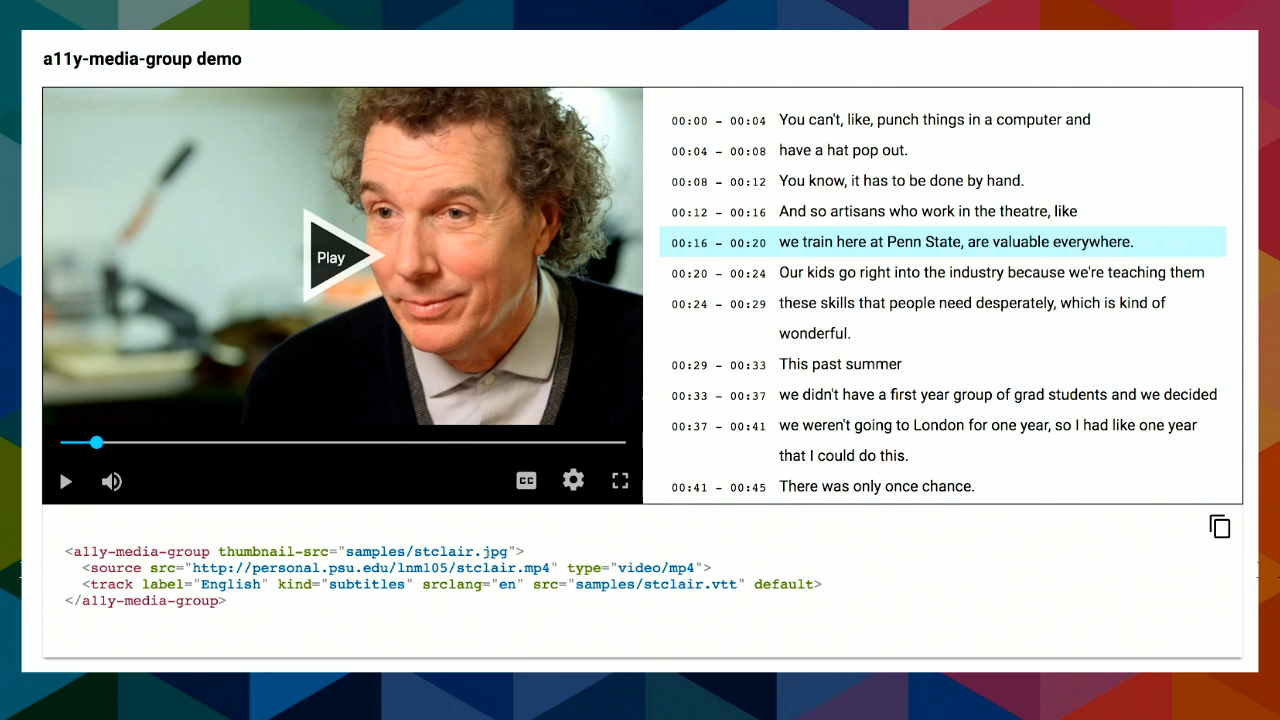 a11y-media-group demo
Play
CC
00:00 - 00:04 You can't, like, punch things in a computer and
00:04 - 00:08 have a hat pop out.
00:08 - 00:12 You know, it has to be done by hand.
00:12 - 00:16 And so artisans who work in the theatre, like
00:16 - 00:20 we train here at Penn State, are valuable everywhere.
00:20 - 00:24 Our kids go right into the industry because we're teaching them
00:24 - 00:29 these skills that people need desperately, which is kind of
wonderful.
00:29 - 00:33 This past summer
00:33 - 00:37 we didn't have a first year group of grad students and we decided
00:37 - 00:41 we weren't going to London for one year, so I had like one year
that I could do this.
00:41 - 00:45 There was only once chance.
<a11y-media-group thumbnail-src="samples/stclair.jpg">
<source src="http://personal.psu.edu/lnm105/stclair.mp4" type="video/mp4">
<track label="English" kind="subtitles" srclang="en" src="samples/stclair.vtt" default>
</a11y-media-group>